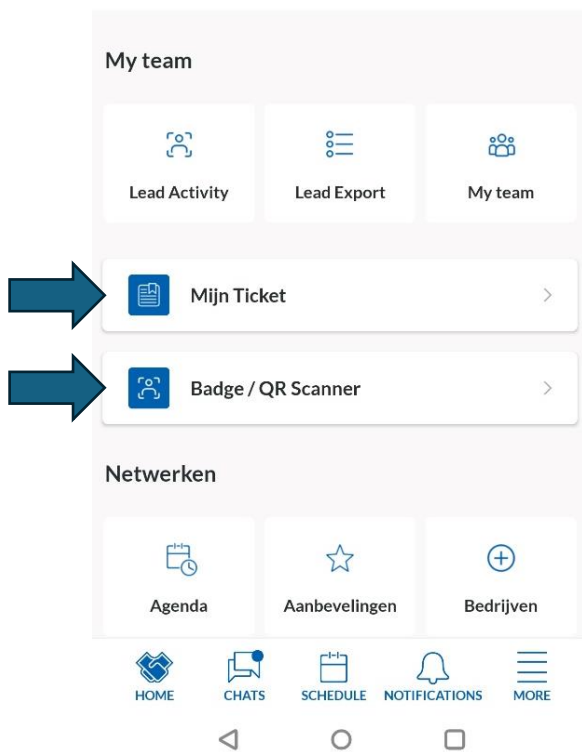 My team
Lead Activity
Lead Export
My team
Mijn Ticket
Badge / QR Scanner
Netwerken
Agenda
Aanbevelingen
Bedrijven
HOME
CHATS
SCHEDULE
NOTIFICATIONS
MORE